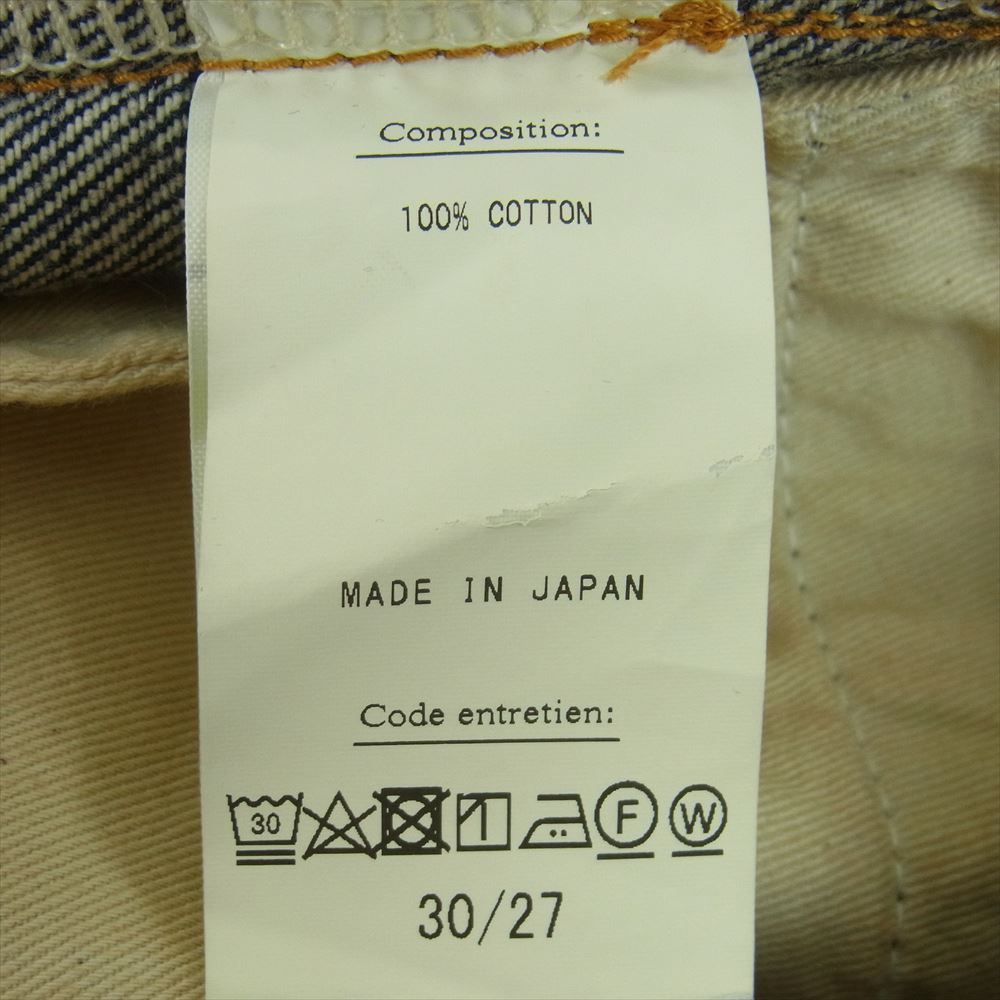 Composition:
100% COTTON
MADE IN JAPAN
Code entretien:
30 F W
30/27